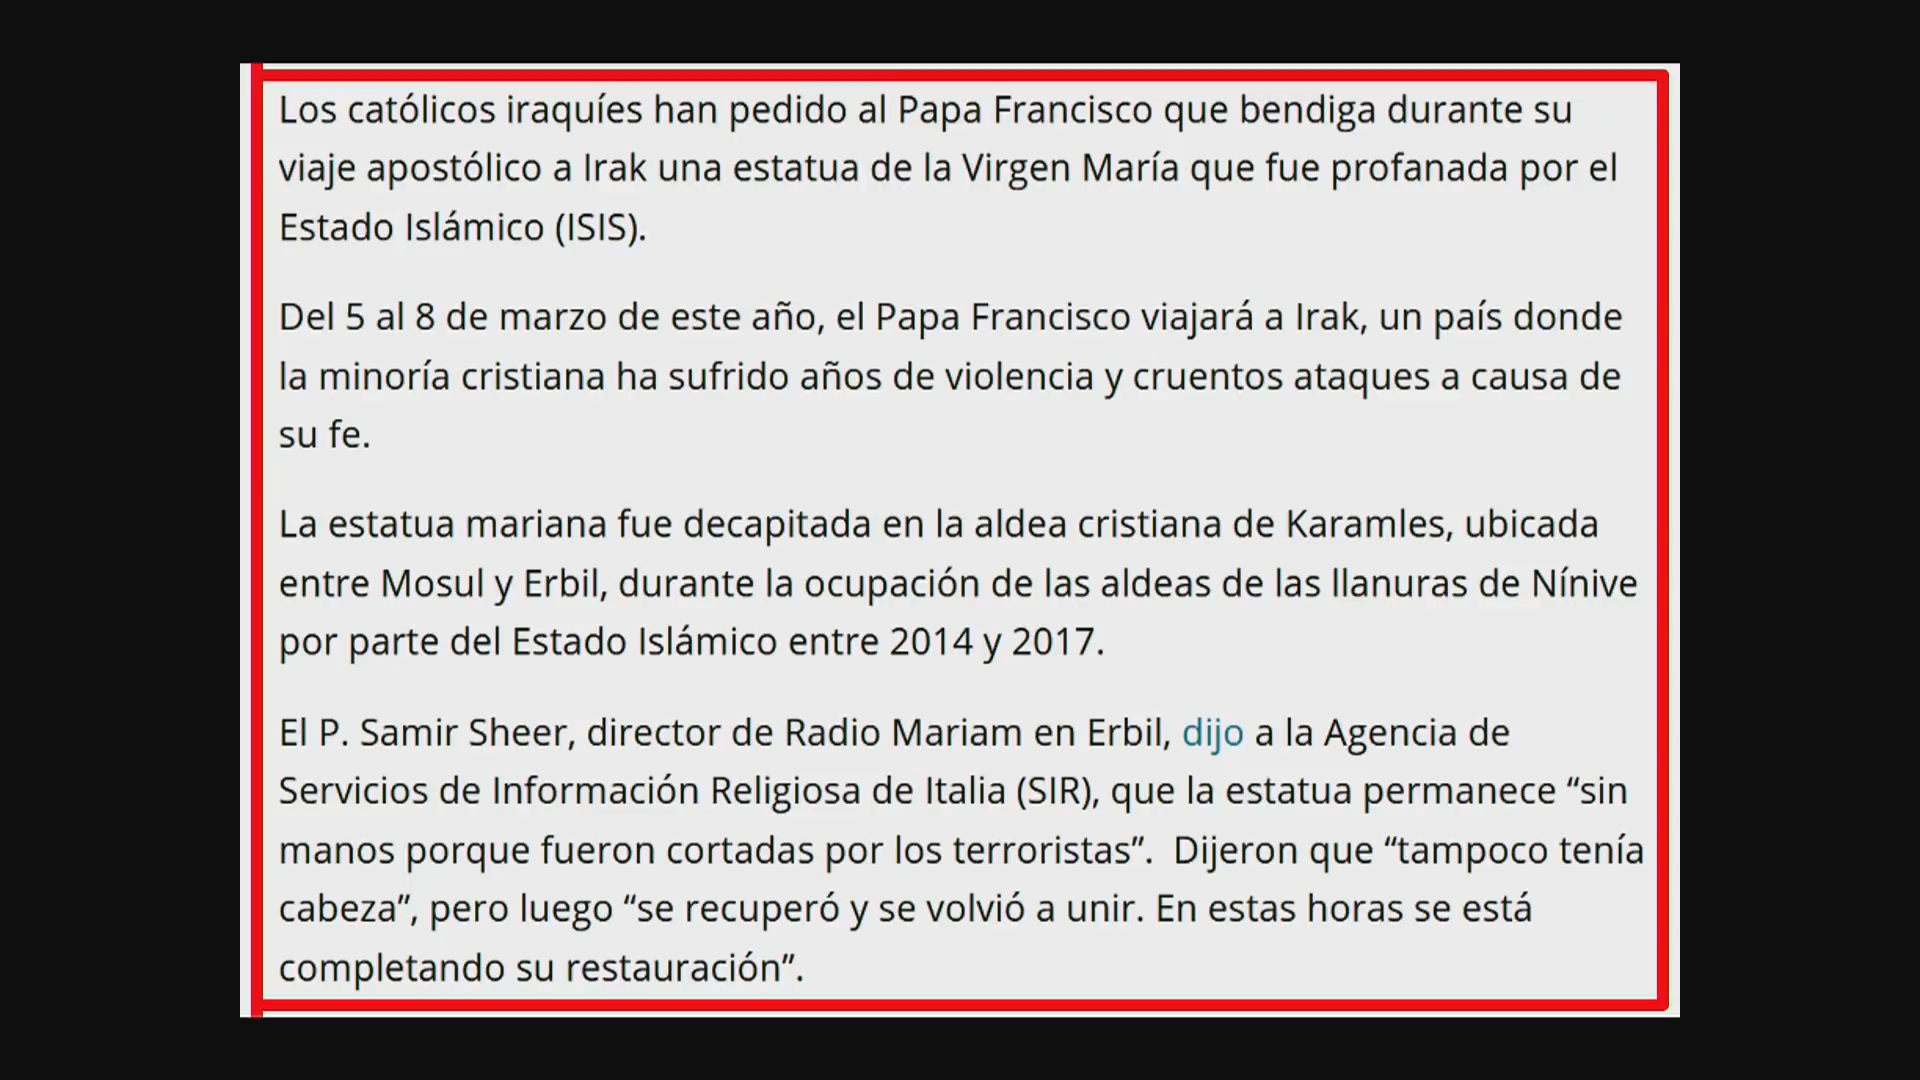 Los católicos iraquíes han pedido al Papa Francisco que bendiga durante su
viaje apostólico a Irak una estatua de la Virgen María que fue profanada por el
Estado Islámico (ISIS).
Del 5 al 8 de marzo de este año, el Papa Francisco viajará a Irak, un país donde
la minoría cristiana ha sufrido años de violencia y cruentos ataques a causa de
su fe.
La estatua mariana fue decapitada en la aldea cristiana de Karamles, ubicada
entre Mosul y Erbil, durante la ocupación de las aldeas de las llanuras de Nínive
por parte del Estado Islámico entre 2014 y 2017.
El P. Samir Sheer, director de Radio Mariam en Erbil, dijo a la Agencia de
Servicios de Información Religiosa de Italia (SIR), que la estatua permanece “sin
manos porque fueron cortadas por los terroristas”.  Dijeron que “tampoco tenía
cabeza”, pero luego “se recuperó y se volvió a unir. En estas horas se está
completando su restauración”.